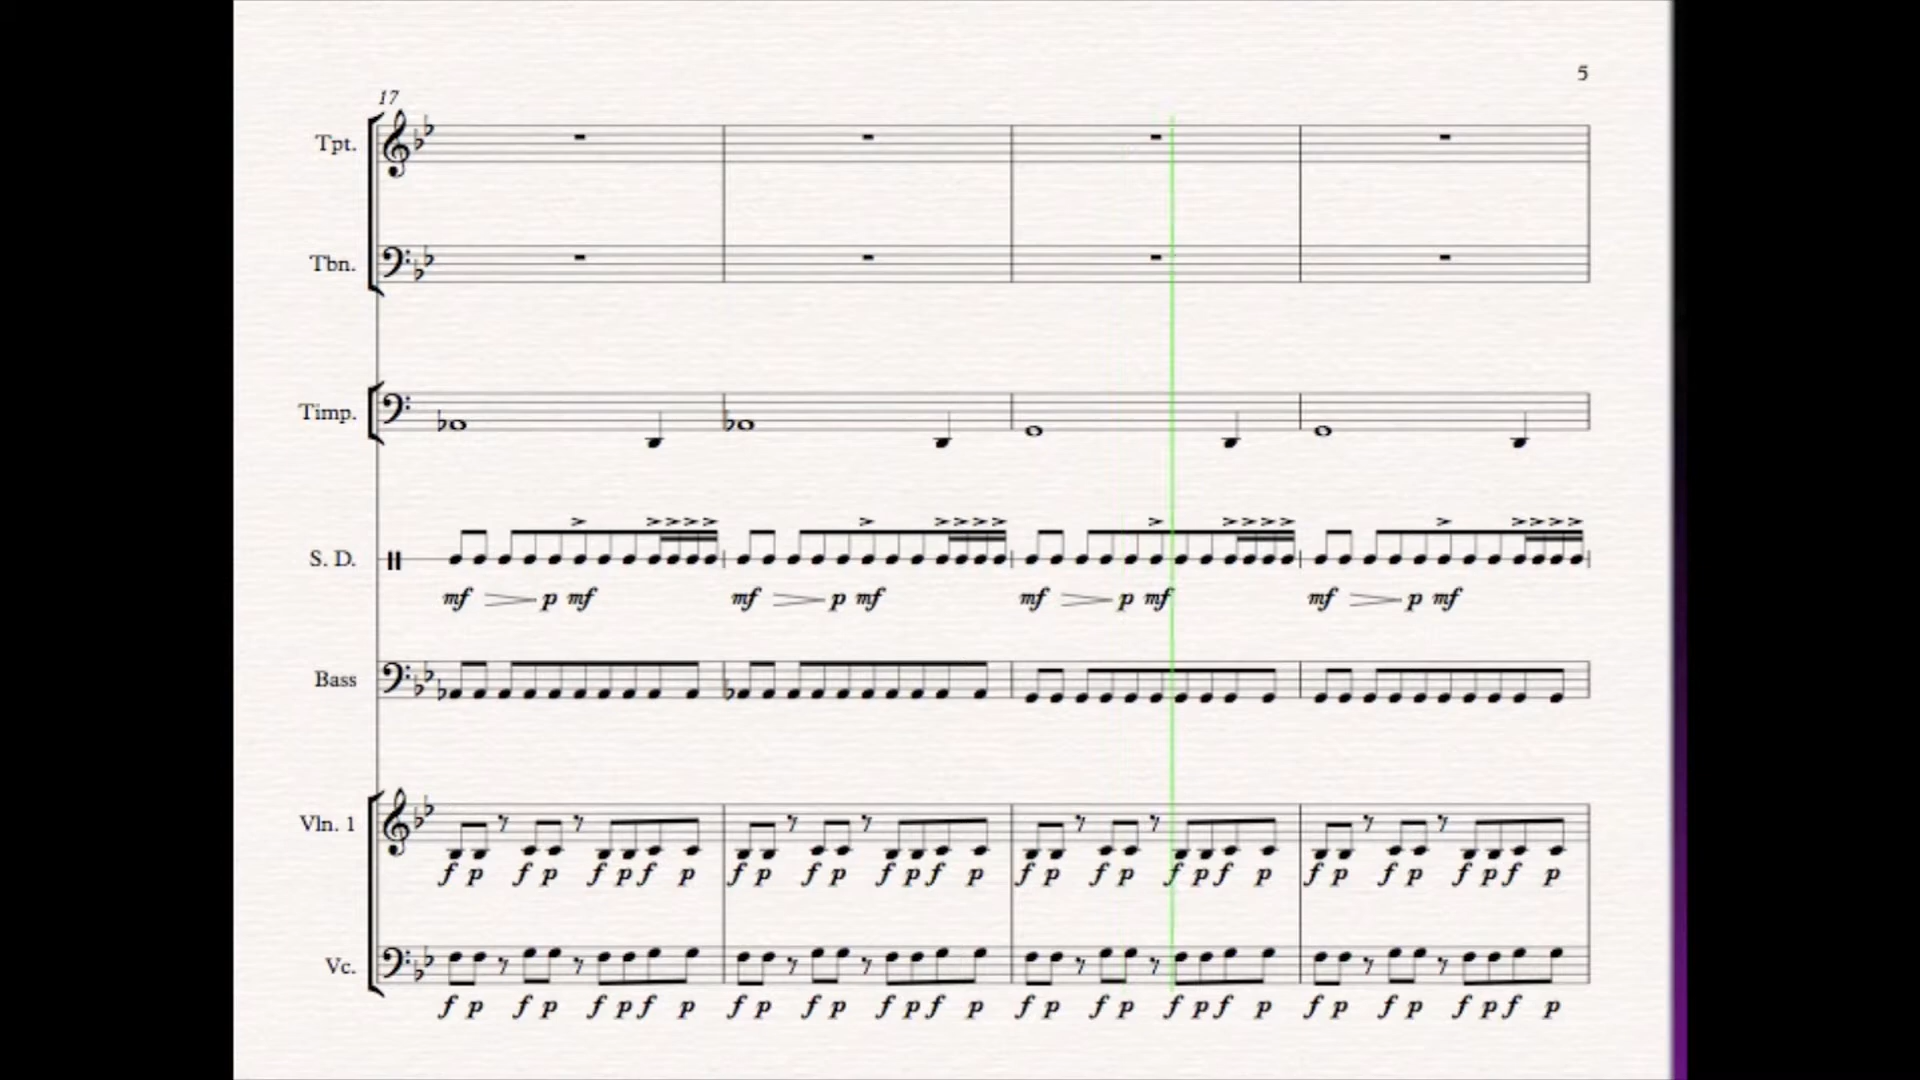 5
17
Tpt.
Tbn.
Timp.
S. D.
mf p mf mf p mf mf p mf mf p mf
Bass
Vln. 1
f p f p f p f p f p f p f p f p f p f p f p f p f p f p f p f p
Vc.
f p f p f p f p f p f p f p f p f p f p f p f p f p f p f p f p